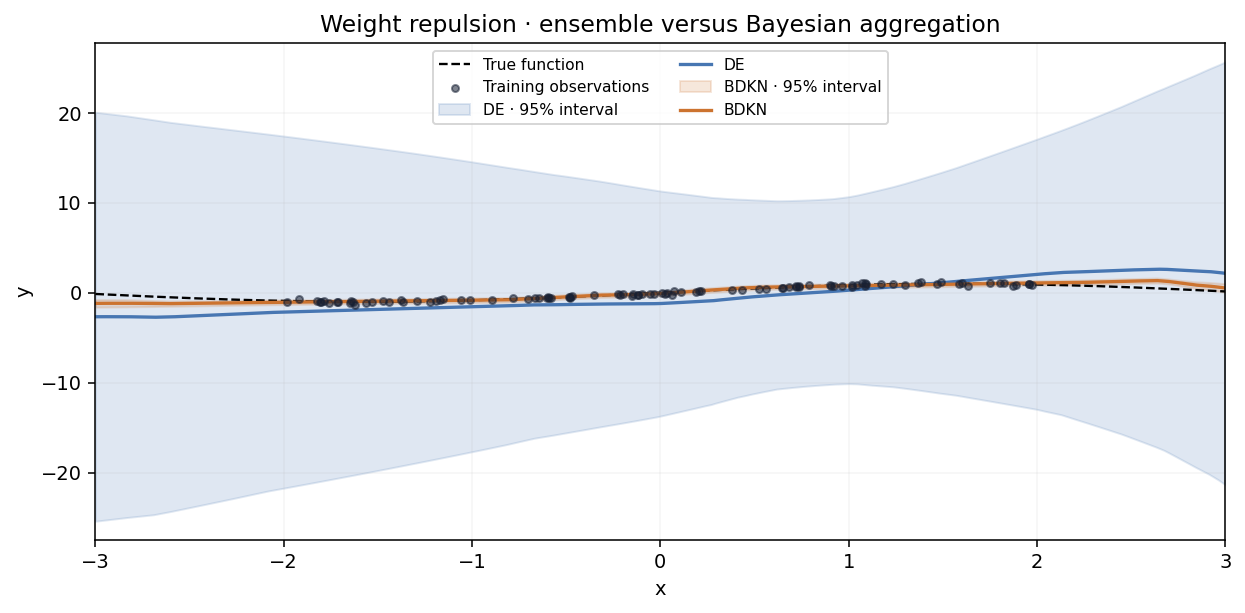 Weight repulsion · ensemble versus Bayesian aggregation
True function
Training observations
DE · 95% interval
DE
BDKN · 95% interval
BDKN
y
20
10
0
−10
−20
−3
−2
−1
0
1
2
3
x